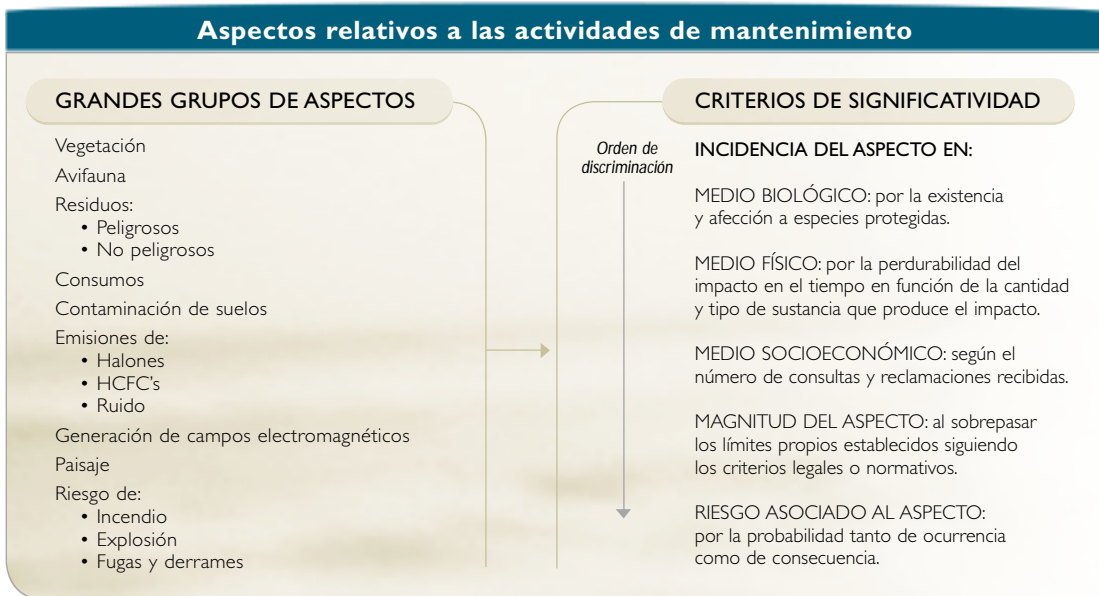 Aspectos relativos a las actividades de mantenimiento
GRANDES GRUPOS DE ASPECTOS
Vegetación
Avifauna
Residuos:
• Peligrosos
• No peligrosos
Consumos
Contaminación de suelos
Emisiones de:
• Halones
• HCFC's
• Ruido
Generación de campos electromagnéticos
Paisaje
Riesgo de:
• Incendio
• Explosión
• Fugas y derrames
Orden de
discriminación
CRITERIOS DE SIGNIFICATIVIDAD
INCIDENCIA DEL ASPECTO EN:
MEDIO BIOLÓGICO: por la existencia
y afección a especies protegidas.
MEDIO FÍSICO: por la perdurabilidad del
impacto en el tiempo en función de la cantidad
y tipo de sustancia que produce el impacto.
MEDIO SOCIOECONÓMICO: según el
número de consultas y reclamaciones recibidas.
MAGNITUD DEL ASPECTO: al sobrepasar
los límites propios establecidos siguiendo
los criterios legales o normativos.
RIESGO ASOCIADO AL ASPECTO:
por la probabilidad tanto de ocurrencia
como de consecuencia.